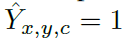 Ŷ_{x,y,c} = 1